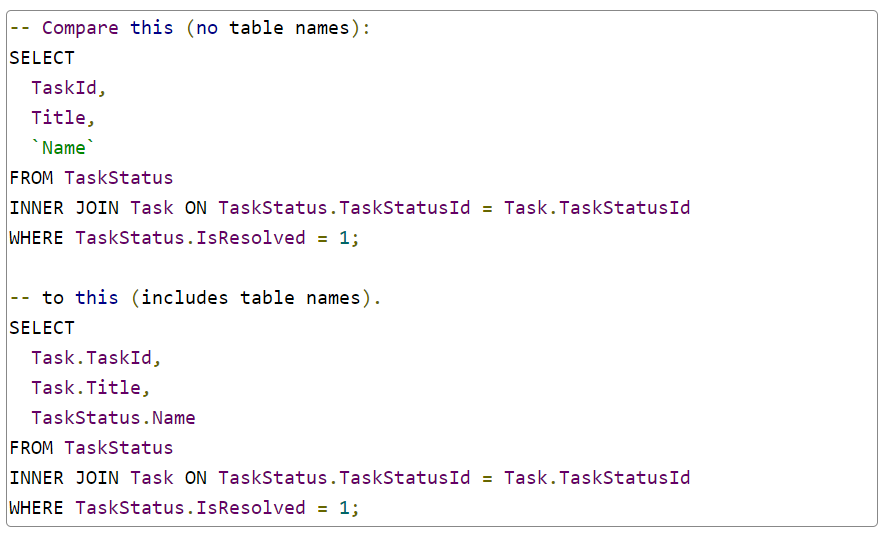 -- Compare this (no table names):
SELECT
  TaskId,
  Title,
  `Name`
FROM TaskStatus
INNER JOIN Task ON TaskStatus.TaskStatusId = Task.TaskStatusId
WHERE TaskStatus.IsResolved = 1;

-- to this (includes table names).
SELECT
  Task.TaskId,
  Task.Title,
  TaskStatus.Name
FROM TaskStatus
INNER JOIN Task ON TaskStatus.TaskStatusId = Task.TaskStatusId
WHERE TaskStatus.IsResolved = 1;